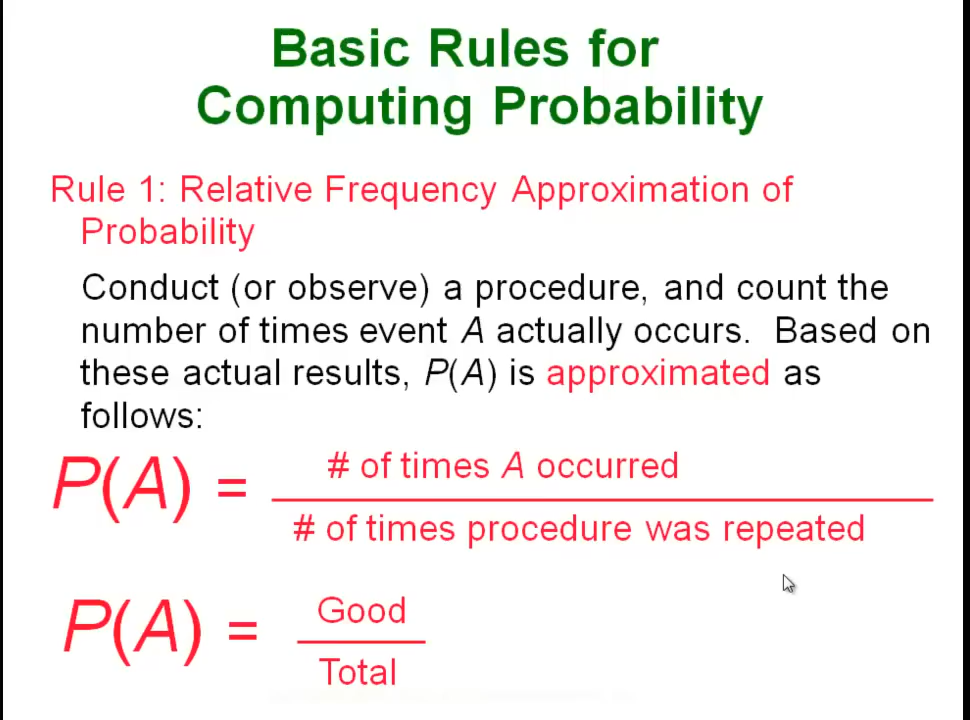 Basic Rules for
Computing Probability
Rule 1: Relative Frequency Approximation of
Probability
Conduct (or observe) a procedure, and count the
number of times event A actually occurs. Based on
these actual results, P(A) is approximated as
follows:
P(A) = # of times A occurred
# of times procedure was repeated
P(A) = Good
Total